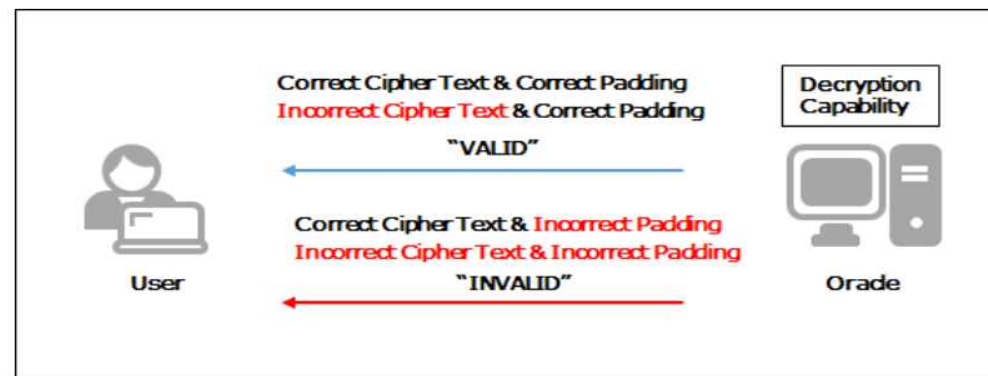 Correct Cipher Text & Correct Padding
Incorrect Cipher Text & Correct Padding
"VALID"
Decryption
Capability
Correct Cipher Text & Incorrect Padding
Incorrect Cipher Text & Incorrect Padding
"INVALID"
User
Oracle